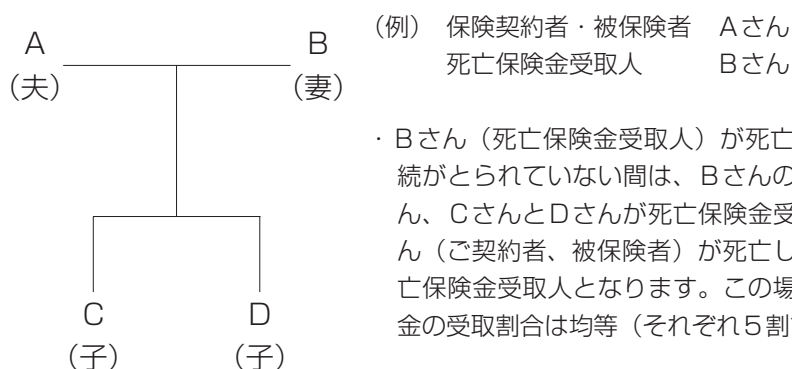 A
(夫)
B
(妻)
C
(子)
D
(子)
(例) 保険契約者・被保険者 Aさん
死亡保険金受取人 Bさん
・Bさん(死亡保険金受取人)が死亡
続がとられていない間は、Bさんの
ん、CさんとDさんが死亡保険金受
ん(ご契約者、被保険者)が死亡し
亡保険金受取人となります。この場
金の受取割合は均等(それぞれ5割